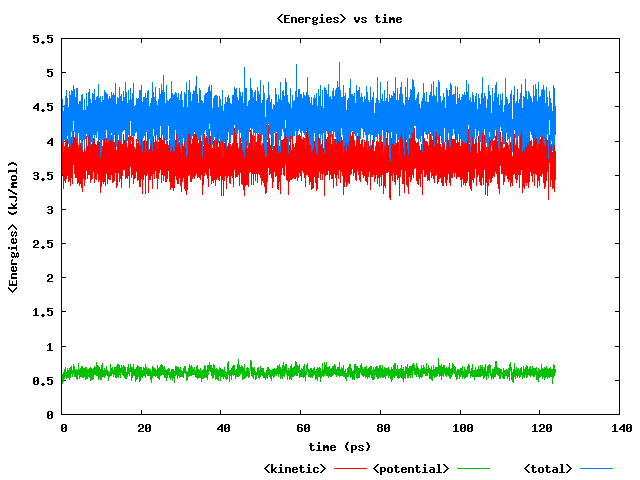 <Energies> vs time
5.5
5
4.5
4
3.5
3
2.5
2
1.5
1
0.5
0
<Energies> (kJ/mol)
0 20 40 60 80 100 120 140
time (ps)
<kinetic> <potential> <total>